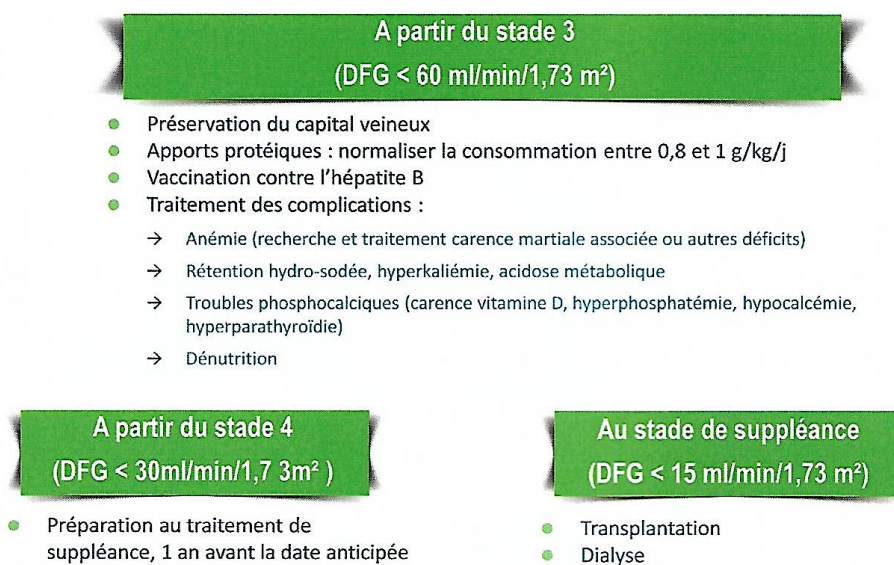 A partir du stade 3
(DFG < 60 ml/min/1,73 m²)
Préservation du capital veineux
Apports protéiques : normaliser la consommation entre 0,8 et 1 g/kg/j
Vaccination contre l'hépatite B
Traitement des complications :
→ Anémie (recherche et traitement carence martiale associée ou autres déficits)
→ Rétention hydro-sodée, hyperkaliémie, acidose métabolique
→ Troubles phosphocalciques (carence vitamine D, hyperphosphatémie, hypocalcémie,
hyperparathyroïdie)
→ Dénutrition
A partir du stade 4
(DFG < 30ml/min/1,7 3m² )
Préparation au traitement de
suppléance, 1 an avant la date anticipée
Au stade de suppléance
(DFG < 15 ml/min/1,73 m²)
Transplantation
Dialyse